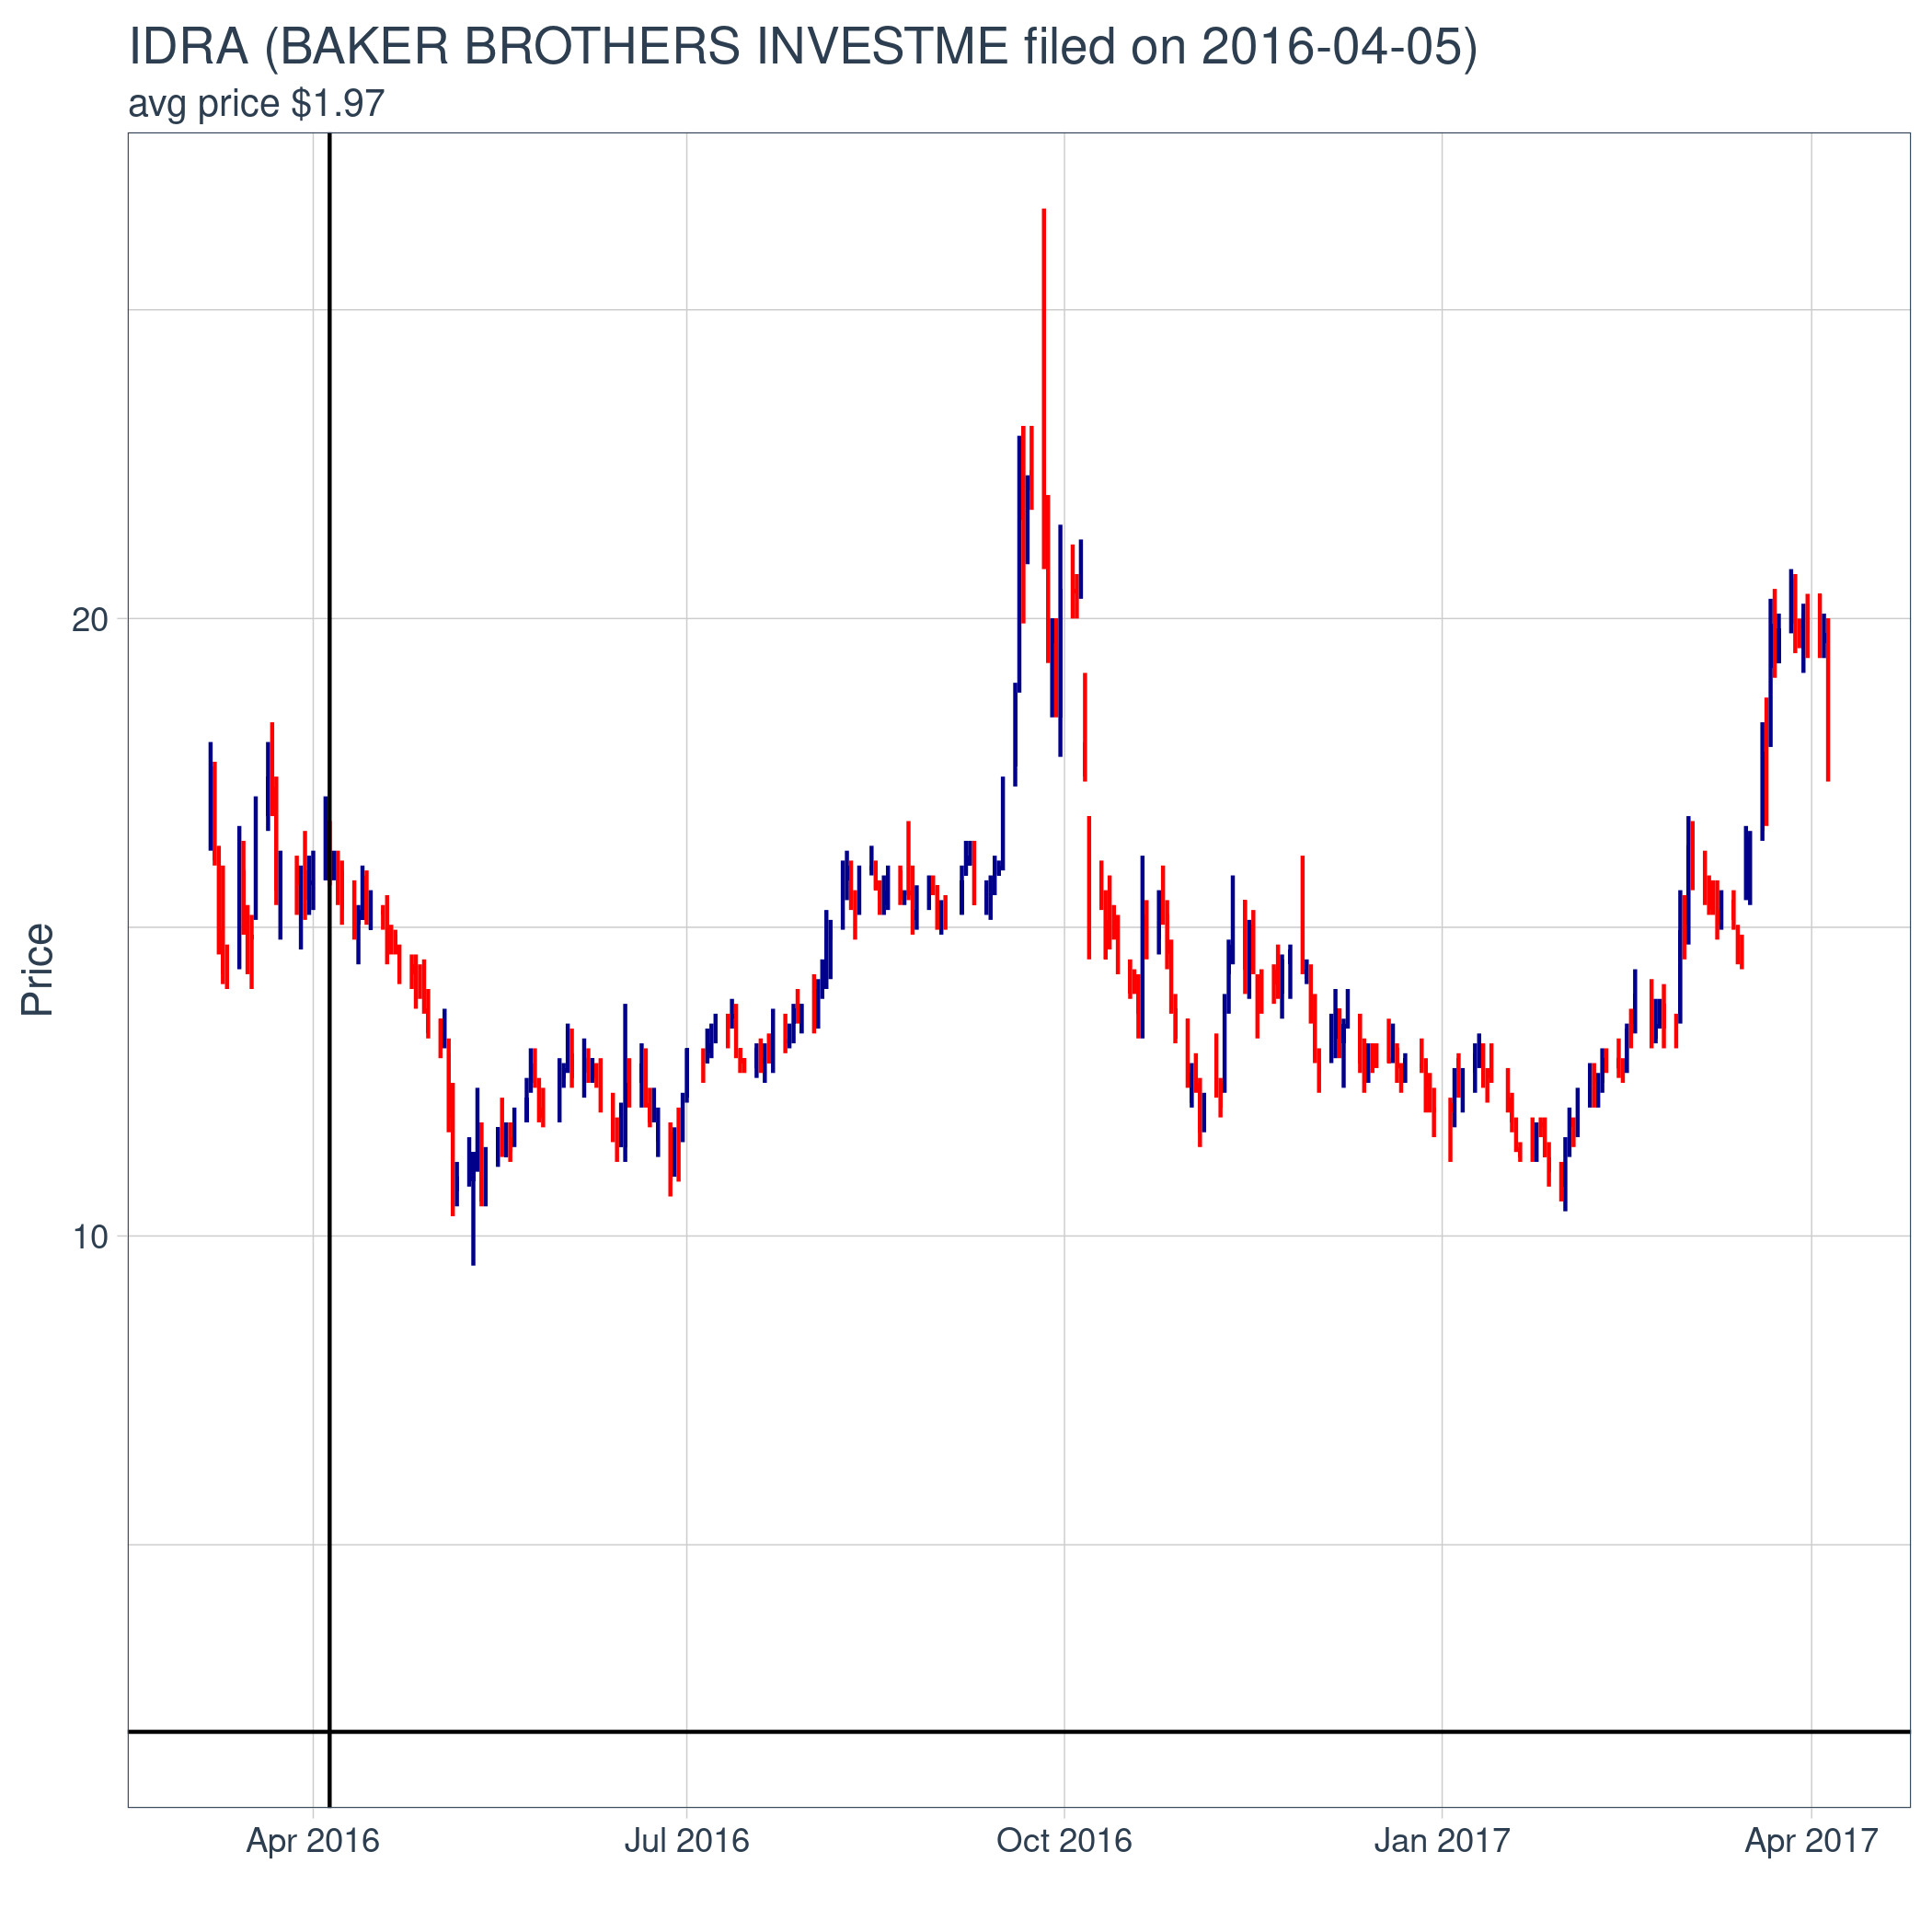 IDRA (BAKER BROTHERS INVESTME filed on 2016-04-05)
avg price $1.97
Price
20
10
Apr 2016
Jul 2016
Oct 2016
Jan 2017
Apr 2017